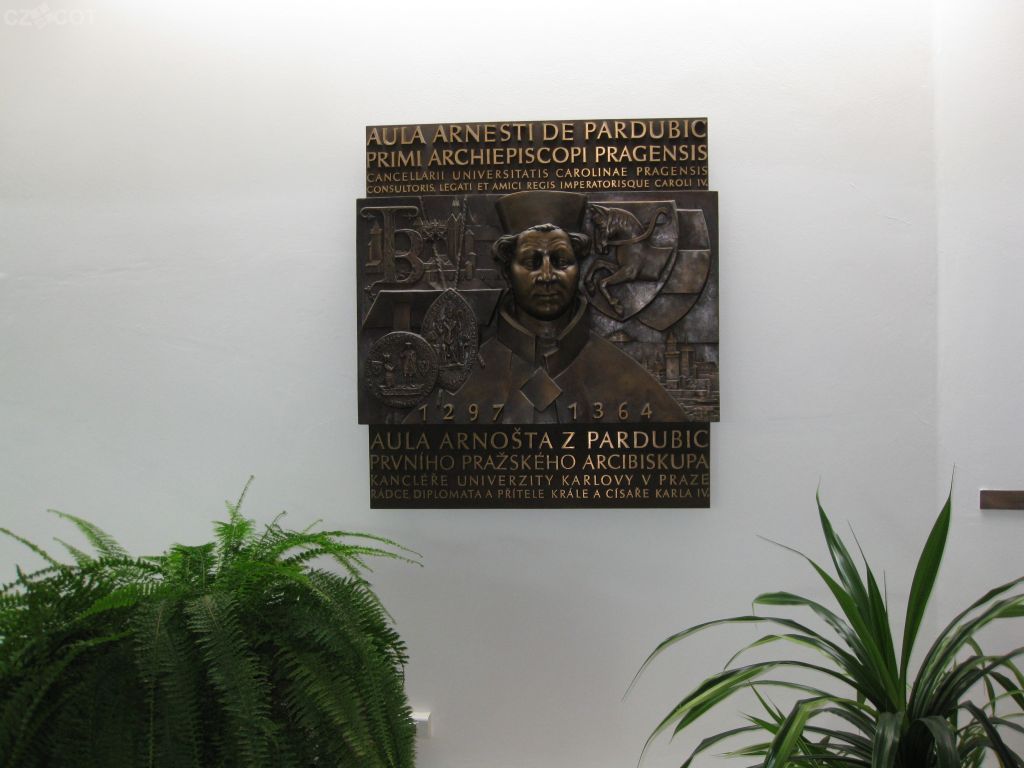 CZeCOT
AULA ARNESTI DE PARDUBIC
PRIMI ARCHIEPISCOPI PRAGENSIS
CANCELLARII UNIVERSITATIS CAROLINAE PRAGENSIS
CONSULTORIS, LEGATI ET AMICI REGIS IMPERATORISQUE CAROLI IV.
1297 1364
AULA ARNOŠTA Z PARDUBIC
PRVNÍHO PRAŽSKÉHO ARCIBISKUPA
KANCLÉŘE UNIVERZITY KARLOVY V PRAZE
RÁDCE, DIPLOMATA A PŘÍTELE KRÁLE A CÍSAŘE KARLA IV.